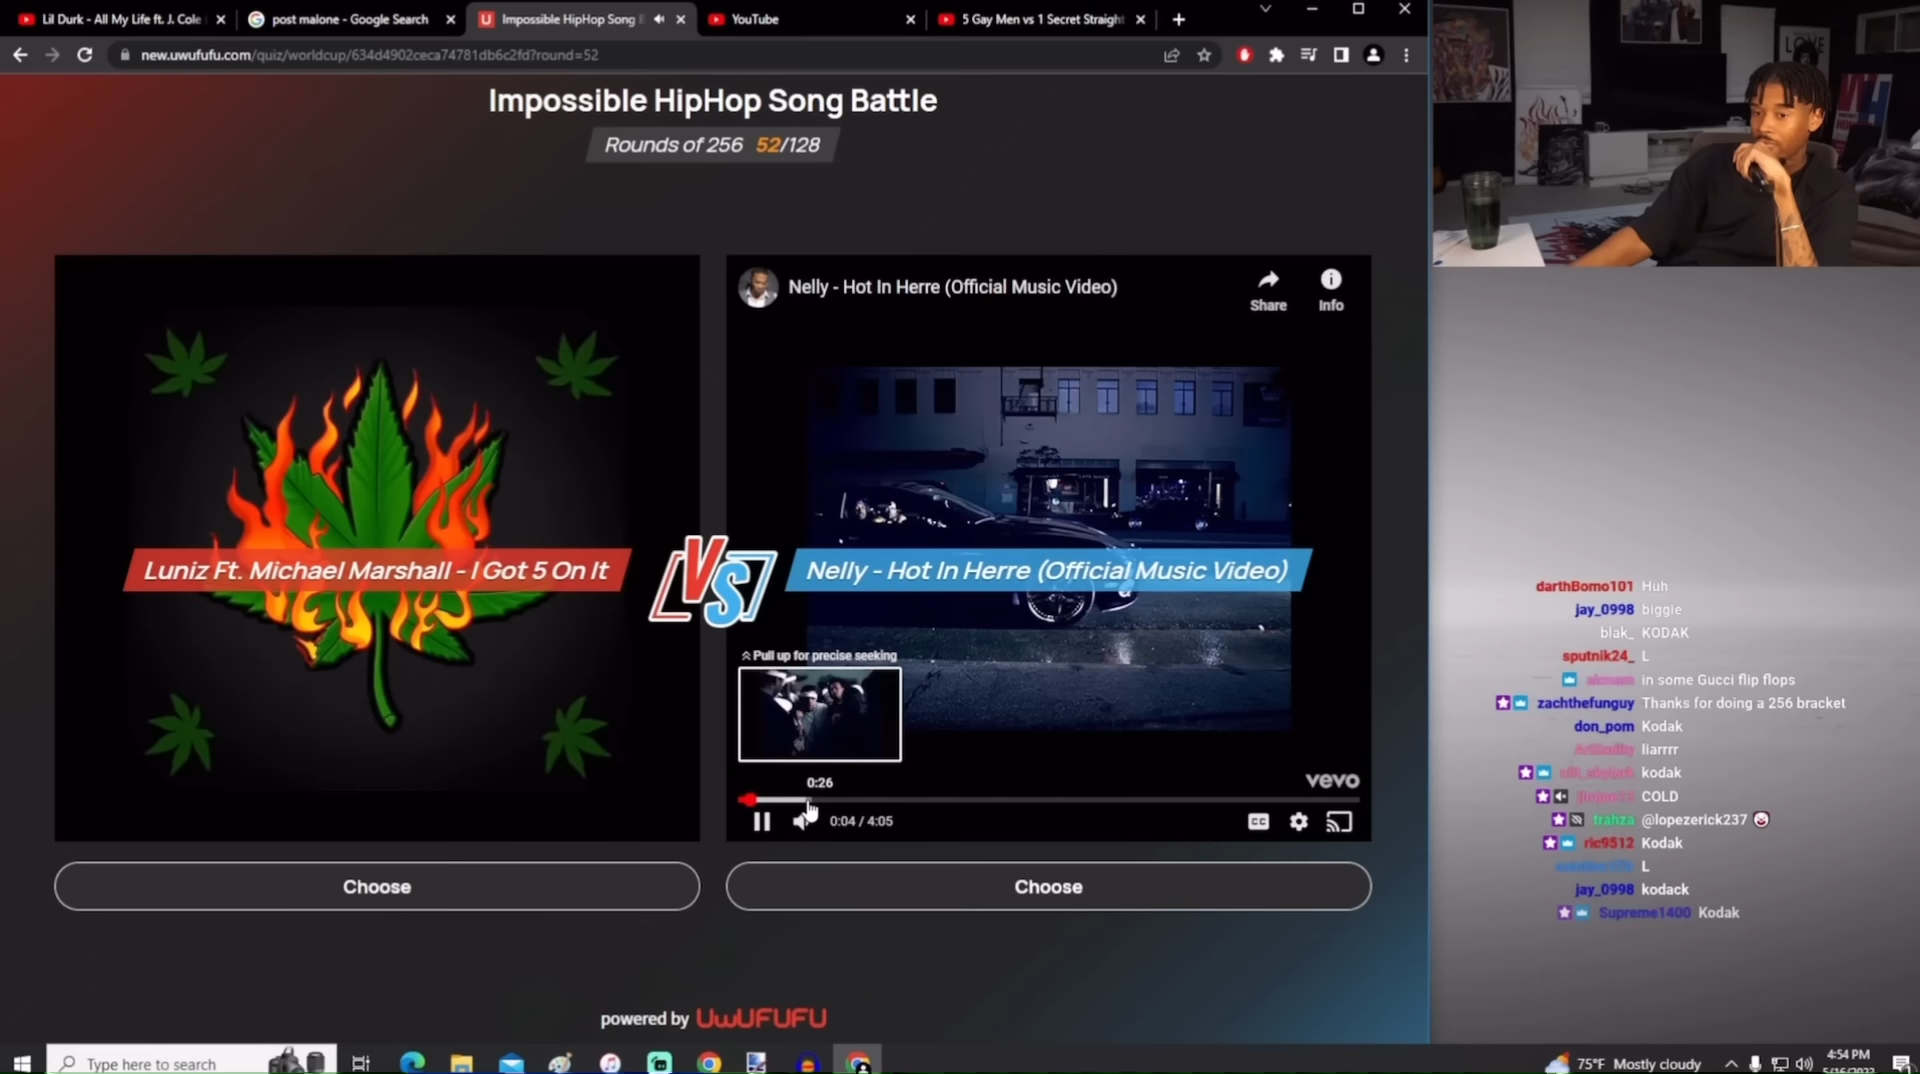 Lil Durk - All My Life ft. J. Cole
post malone - Google Search
Impossible HipHop Song
YouTube
5 Gay Men vs 1 Secret Straight
new.uwufufu.com/quiz/worldcup/634d4902ceca74781db6c2fd?round=52
Impossible HipHop Song Battle
Rounds of 256 52/128
Nelly - Hot In Herre (Official Music Video)
Share
Info
LOVE
Luniz Ft. Michael Marshall - I Got 5 On It
VS
Nelly - Hot In Herre (Official Music Video)
Pull up for precise seeking
0:26
vevo
0:04 / 4:05
CC
Choose
Choose
powered by UwUFUFU
darthBomo101 Huh
jay_0998 biggie
blak_ KODAK
sputnik24_ L
in some Gucci flip flops
zachthefunguy Thanks for doing a 256 bracket
don_pom Kodak
liarrrr
kodak
COLD
trahza @lopezerick237
ric9512 Kodak
L
jay_0998 kodack
Supreme1400 Kodak
Type here to search
75°F Mostly cloudy
4:54 PM